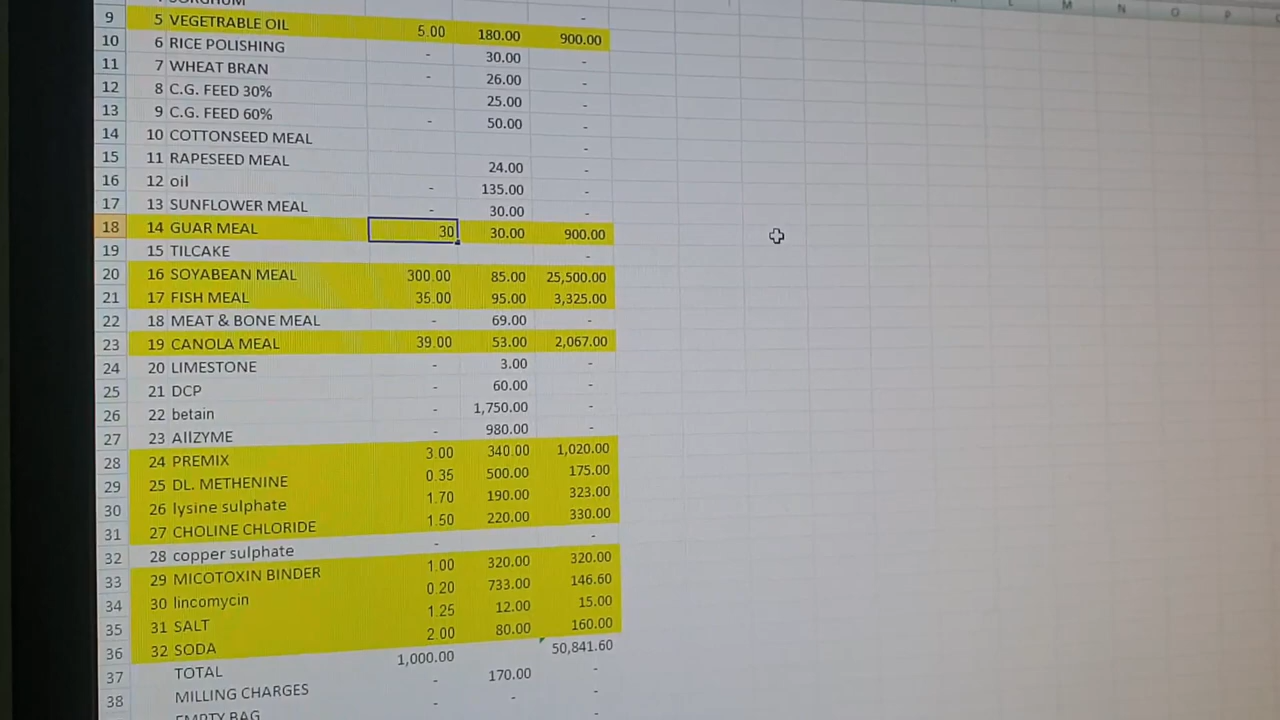 9 5 VEGETRABLE OIL 5.00 180.00 900.00
10 6 RICE POLISHING - 30.00 -
11 7 WHEAT BRAN - 26.00 -
12 8 C.G. FEED 30% 25.00 -
13 9 C.G. FEED 60% - 50.00 -
14 10 COTTONSEED MEAL -
15 11 RAPESEED MEAL 24.00 -
16 12 oil - 135.00 -
17 13 SUNFLOWER MEAL - 30.00 -
18 14 GUAR MEAL 30 30.00 900.00
19 15 TILCAKE -
20 16 SOYABEAN MEAL 300.00 85.00 25,500.00
21 17 FISH MEAL 35.00 95.00 3,325.00
22 18 MEAT & BONE MEAL - 69.00 -
23 19 CANOLA MEAL 39.00 53.00 2,067.00
24 20 LIMESTONE - 3.00 -
25 21 DCP - 60.00 -
26 22 betain - 1,750.00 -
27 23 AllZYME - 980.00 -
28 24 PREMIX 3.00 340.00 1,020.00
29 25 DL. METHENINE 0.35 500.00 175.00
30 26 lysine sulphate 1.70 190.00 323.00
31 27 CHOLINE CHLORIDE 1.50 220.00 330.00
32 28 copper sulphate - -
33 29 MICOTOXIN BINDER 1.00 320.00 320.00
34 30 lincomycin 0.20 733.00 146.60
35 31 SALT 1.25 12.00 15.00
36 32 SODA 2.00 80.00 160.00
37 TOTAL 1,000.00 50,841.60
38 MILLING CHARGES - 170.00 -
EMPTY BAG - - -